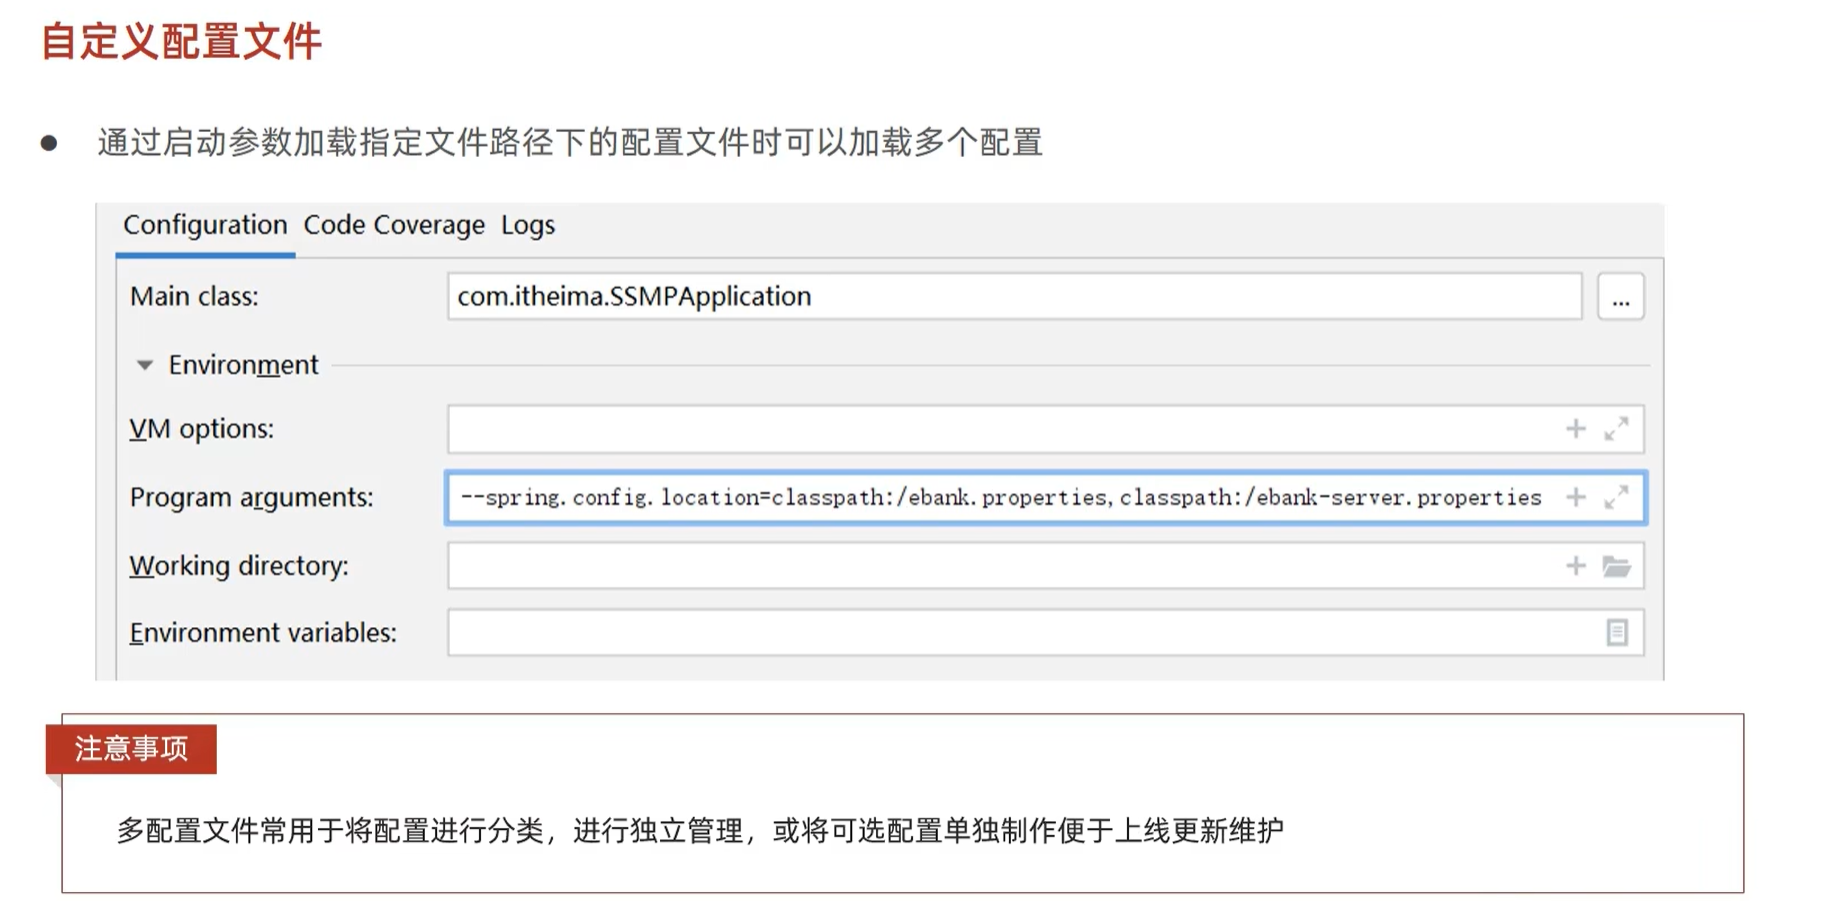 自定义配置文件
● 通过启动参数加载指定文件路径下的配置文件时可以加载多个配置
Configuration Code Coverage Logs
Main class: com.itheima.SSMPApplication ...
Environment
VM options:
Program arguments: --spring.config.location=classpath:/ebank.properties,classpath:/ebank-server.properties
Working directory:
Environment variables:
注意事项
多配置文件常用于将配置进行分类，进行独立管理，或将可选配置单独制作便于上线更新维护